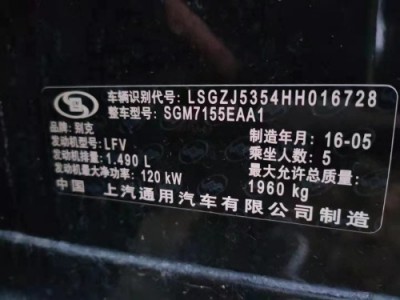 车辆识别代号: LSGZJ5354HH016728
整车型号: SGM7155EAA1
品牌: 别克 制造年月: 16-05
发动机型号: LFV 乘坐人数: 5
发动机排量: 1.490 L 最大允许总质量:
发动机最大净功率: 120 kW 1960 kg
中国 上汽通用汽车有限公司制造